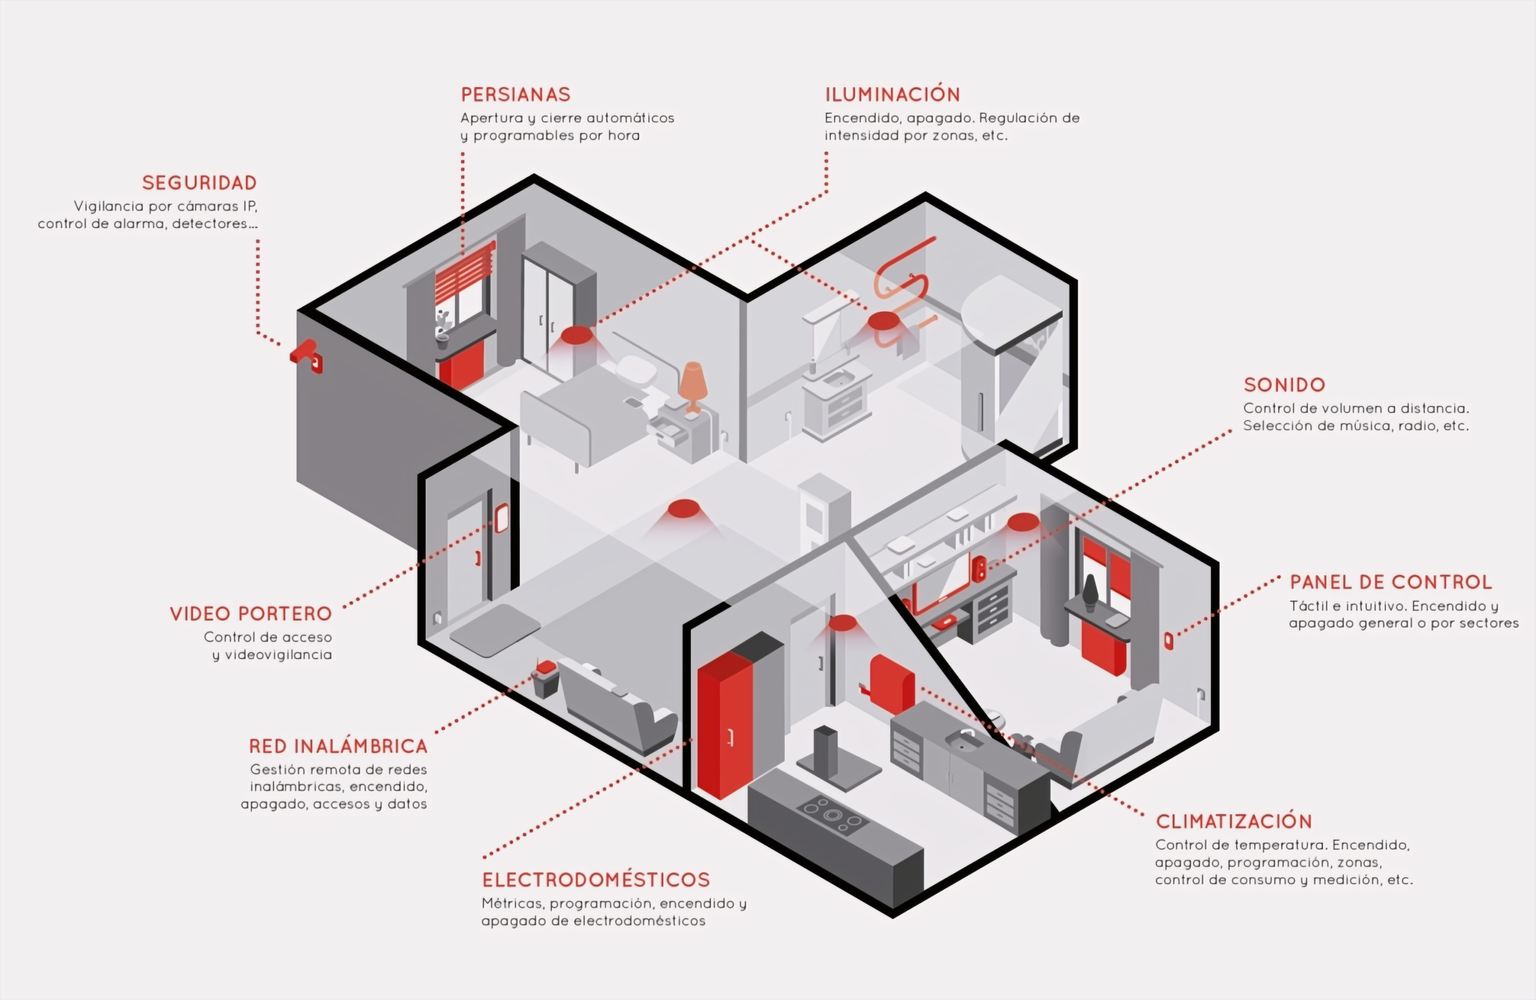 PERSIANAS
Apertura y cierre automáticos
y programables por hora
ILUMINACIÓN
Encendido, apagado. Regulación de
intensidad por zonas, etc.
SEGURIDAD
Vigilancia por cámaras IP,
control de alarma, detectores...
SONIDO
Control de volumen a distancia.
Selección de música, radio, etc.
PANEL DE CONTROL
Táctil e intuitivo. Encendido y
apagado general o por sectores
VIDEO PORTERO
Control de acceso
y videovigilancia
RED INALÁMBRICA
Gestión remota de redes
inalámbricas, encendido,
apagado, accesos y datos
CLIMATIZACIÓN
Control de temperatura. Encendido,
apagado, programación, zonas,
control de consumo y medición, etc.
ELECTRODOMÉSTICOS
Métricas, programación, encendido y
apagado de electrodomésticos